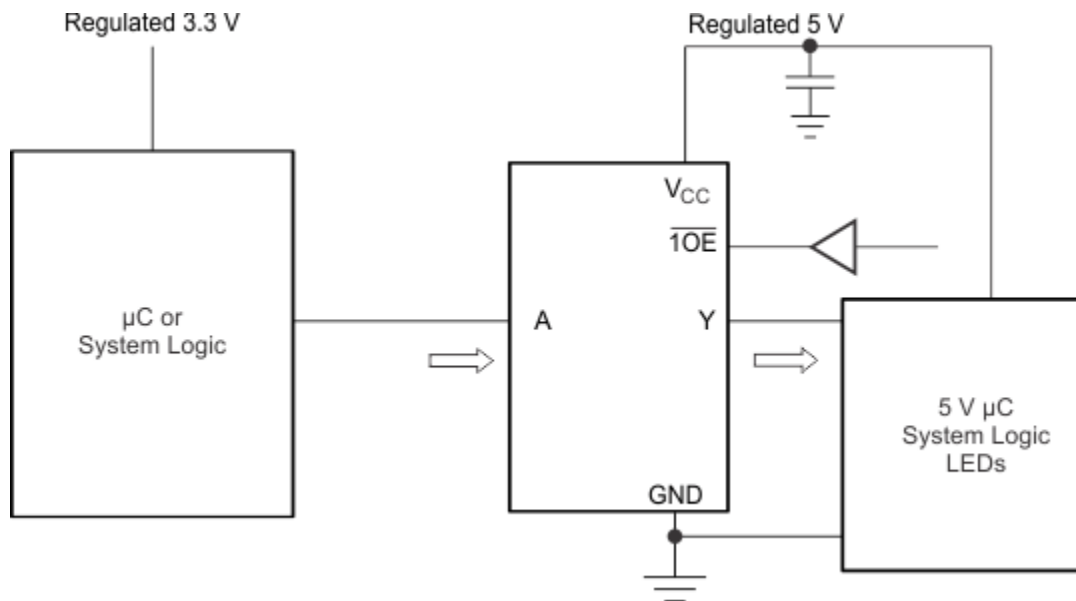 Regulated 3.3 V
Regulated 5 V
VCC
1OE
µC or
System Logic
A
Y
5 V µC
System Logic
LEDs
GND